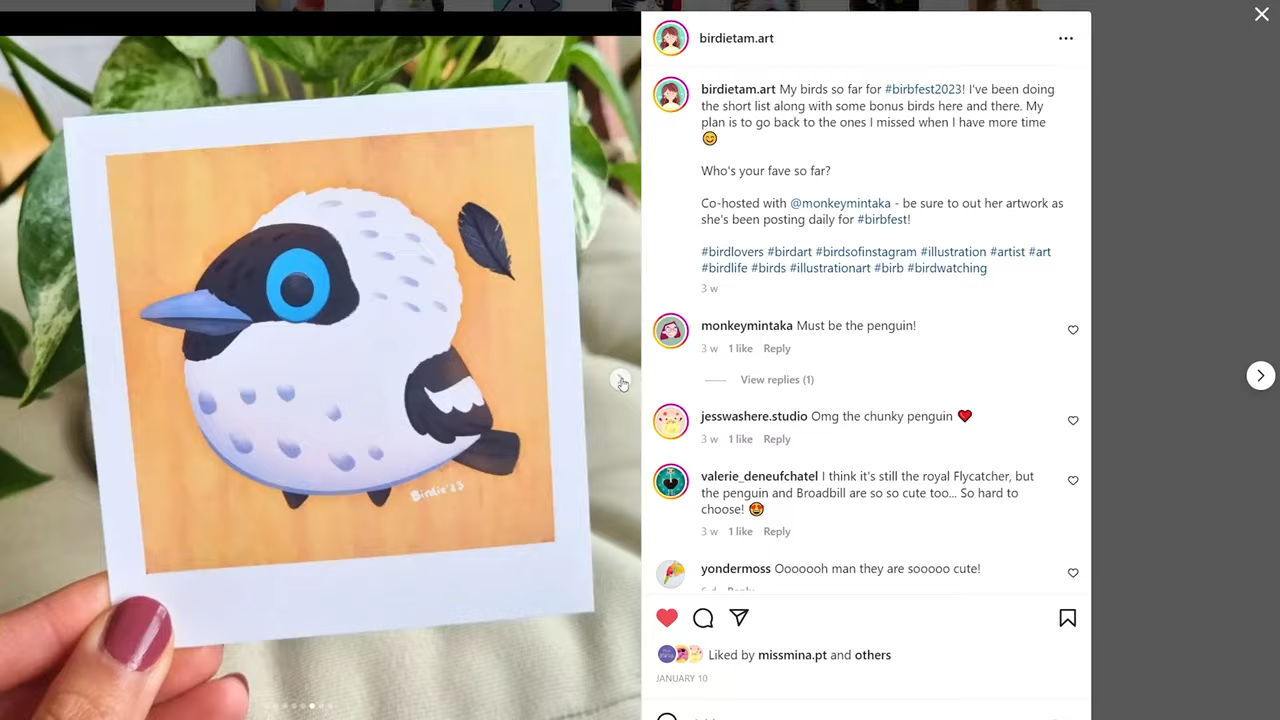 birdietam.art
birdietam.art My birds so far for #birbfest2023! I've been doing
the short list along with some bonus birds here and there. My
plan is to go back to the ones I missed when I have more time
😊
Who's your fave so far?
Co-hosted with @monkeymintaka - be sure to out her artwork as
she's been posting daily for #birbfest!
#birdlovers #birdart #birdsofinstagram #illustration #artist #art
#birdlife #birds #illustrationart #birb #birdwatching
3 w
monkeymintaka Must be the penguin!
3 w 1 like Reply
View replies (1)
jesswashere.studio Omg the chunky penguin ❤️
3 w 1 like Reply
valerie_deneufchatel I think it's still the royal Flycatcher, but
the penguin and Broadbill are so so cute too... So hard to
choose! 😍
3 w 1 like Reply
yondermoss Ooooooh man they are sooooo cute!
Liked by missmina.pt and others
JANUARY 10
Birdie '23